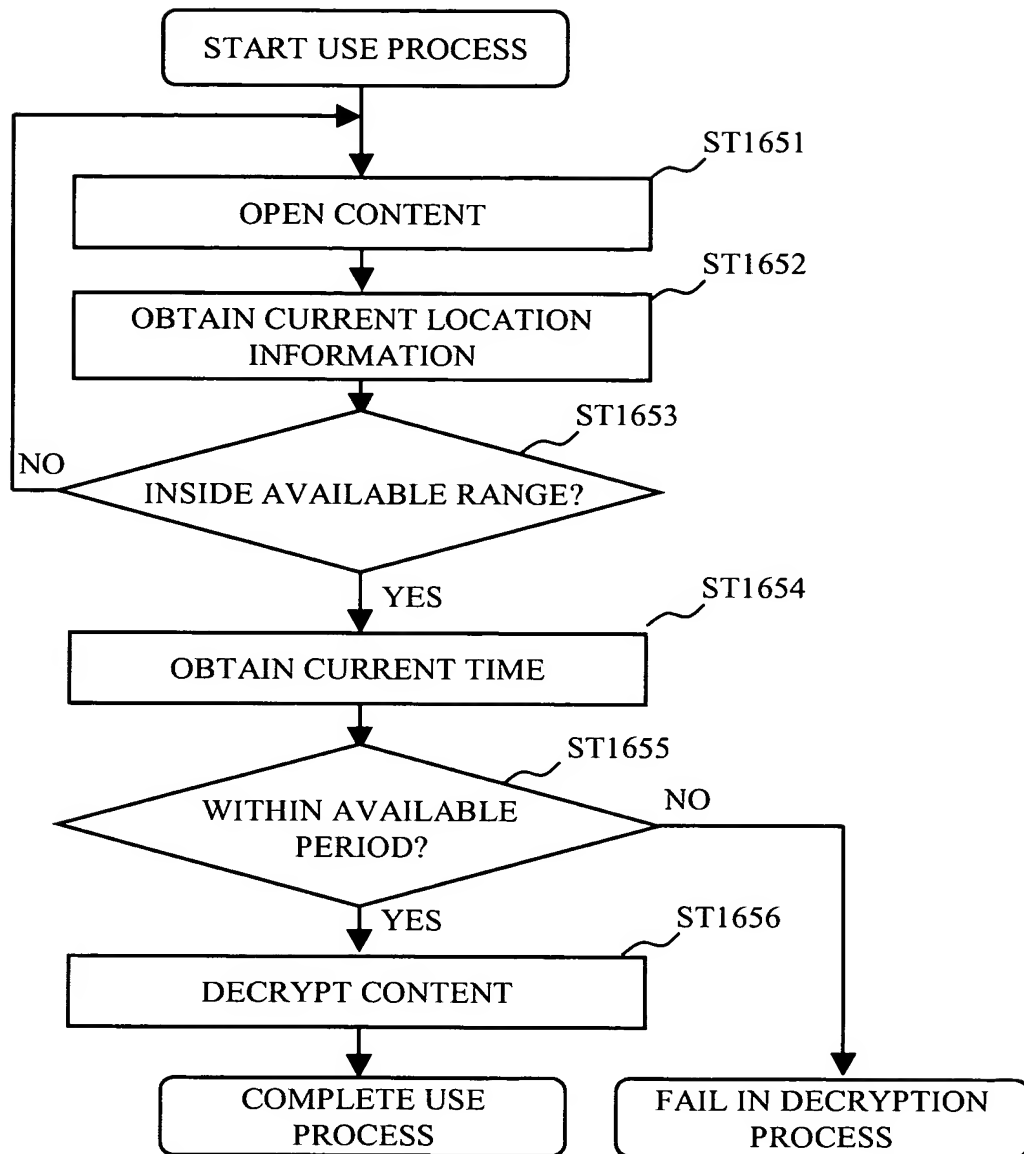 START USE PROCESS
ST1651
OPEN CONTENT
ST1652
OBTAIN CURRENT LOCATION
INFORMATION
ST1653
NO
INSIDE AVAILABLE RANGE?
YES
ST1654
OBTAIN CURRENT TIME
ST1655
WITHIN AVAILABLE
PERIOD?
NO
YES
ST1656
DECRYPT CONTENT
COMPLETE USE
PROCESS
FAIL IN DECRYPTION
PROCESS